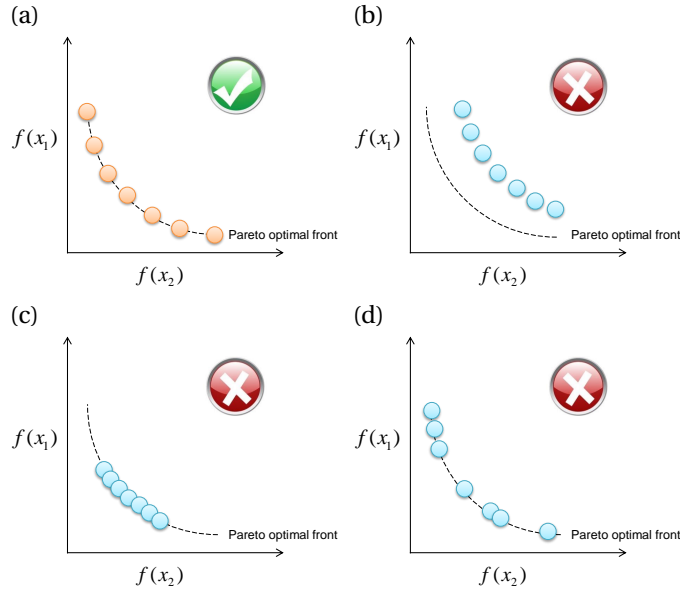 (a)
f(x₁)
Pareto optimal front
f(x₂)
(b)
f(x₁)
Pareto optimal front
f(x₂)
(c)
f(x₁)
Pareto optimal front
f(x₂)
(d)
f(x₁)
Pareto optimal front
f(x₂)